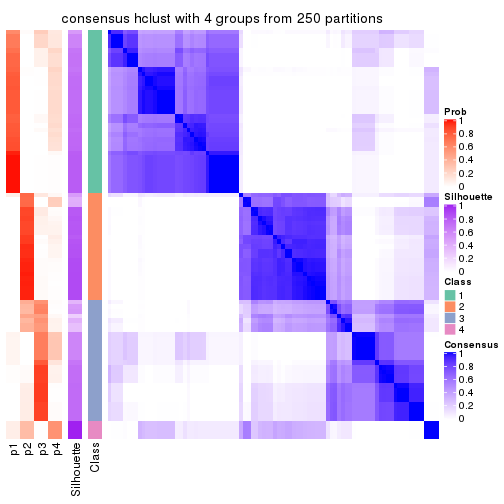 consensus hclust with 4 groups from 250 partitions
Prob
1
0.8
0.6
0.4
0.2
0
Silhouette
1
0.8
0.6
0.4
0.2
0
Class
1
2
3
4
Consensus
1
0.8
0.6
0.4
0.2
0
p1
p2
p3
p4
Silhouette
Class